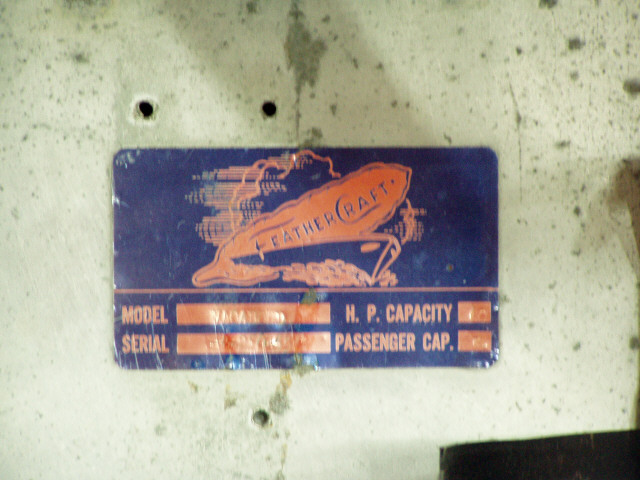 FEATHERCRAFT
MODEL H. P. CAPACITY
SERIAL PASSENGER CAP.